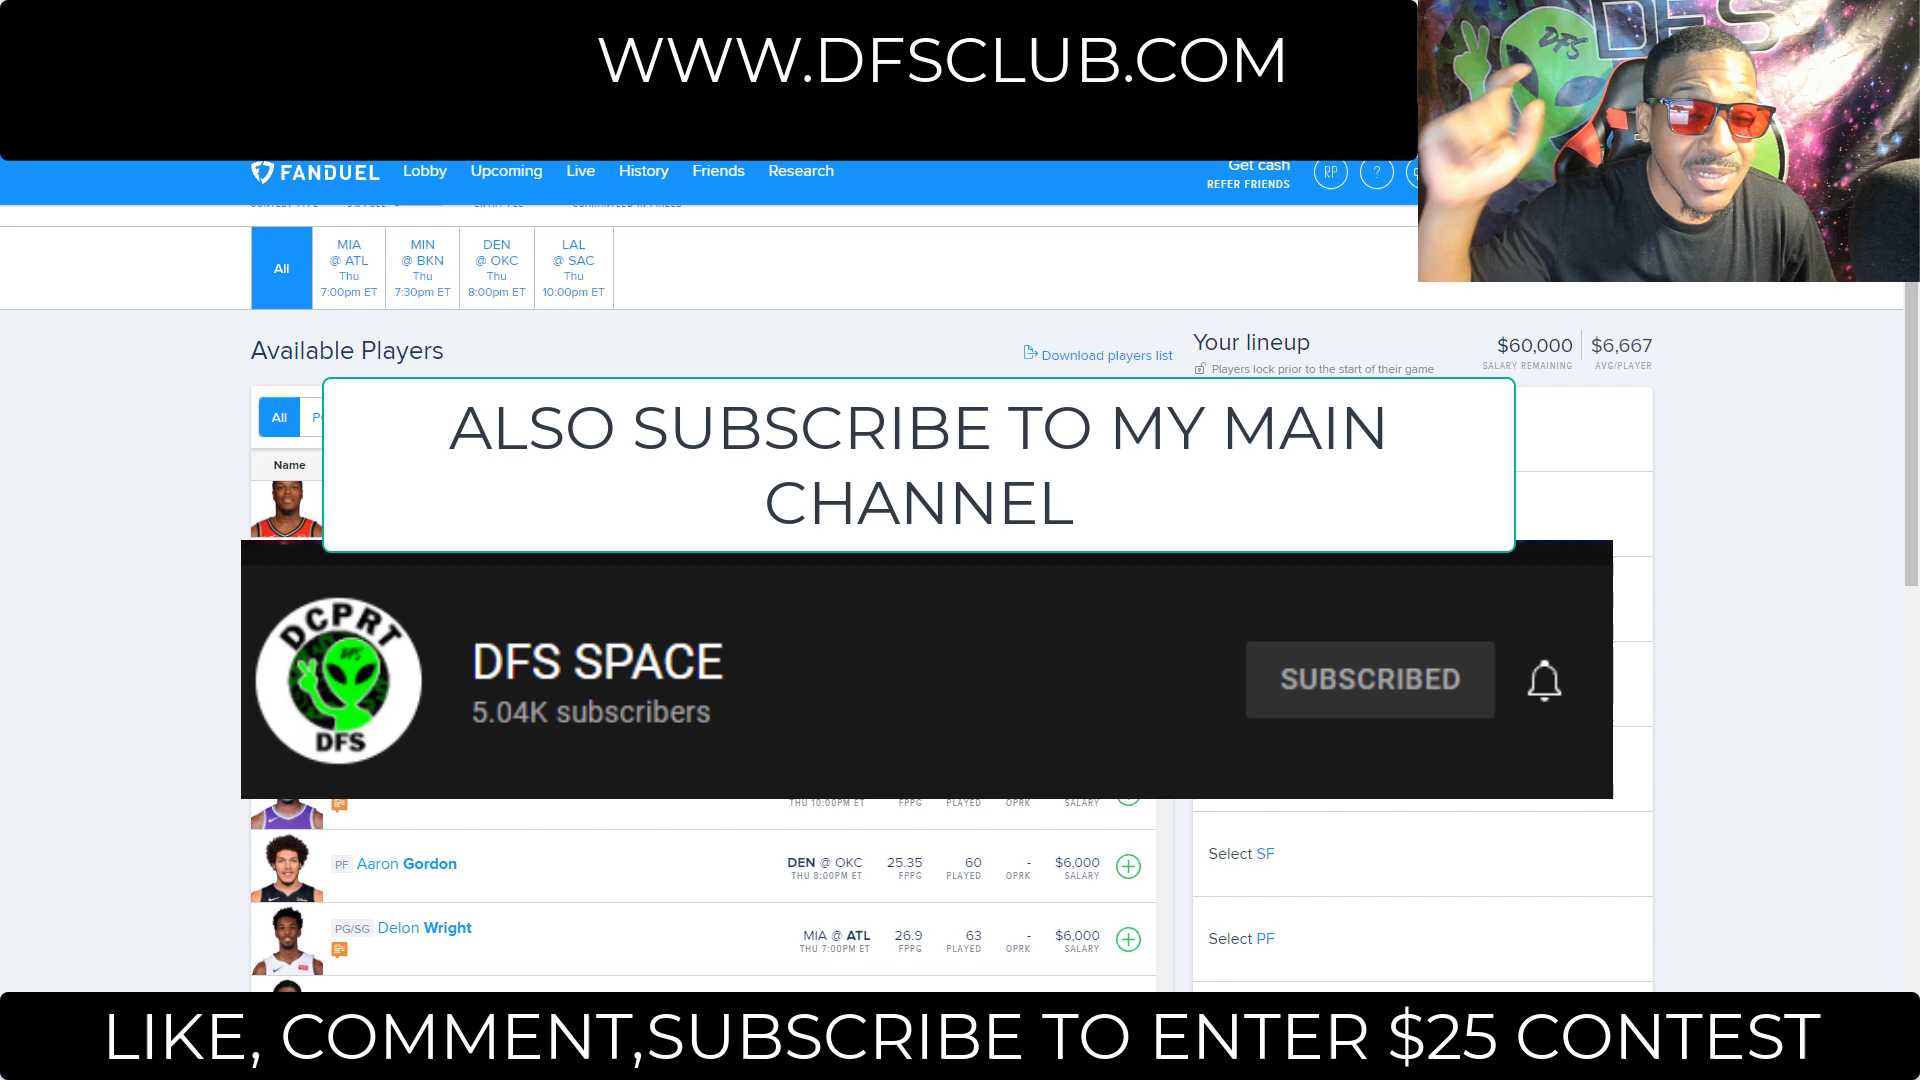 WWW.DFSCLUB.COM
DFS
DFS
FANDUEL Lobby Upcoming Live History Friends Research
Get cash
REFER FRIENDS
RP
?
All
MIA
@ ATL
Thu
7:00pm ET
MIN
@ BKN
Thu
7:30pm ET
DEN
@ OKC
Thu
8:00pm ET
LAL
@ SAC
Thu
10:00pm ET
Available Players
Download players list
Your lineup
Players lock prior to the start of their game
$60,000
SALARY REMAINING
$6,667
AVG/PLAYER
All
Name
ALSO SUBSCRIBE TO MY MAIN
CHANNEL
DCPRT
DFS
DFS
DFS SPACE
5.04K subscribers
SUBSCRIBED
THU 10:00PM ET FPPG PLAYED OPRK SALARY
PF Aaron Gordon
DEN @ OKC 25.35 60 - $6,000
THU 8:00PM ET FPPG PLAYED OPRK SALARY
PG/SG Delon Wright
MIA @ ATL 26.9 63 - $6,000
THU 7:00PM ET FPPG PLAYED OPRK SALARY
Select SF
Select PF
LIKE, COMMENT,SUBSCRIBE TO ENTER $25 CONTEST